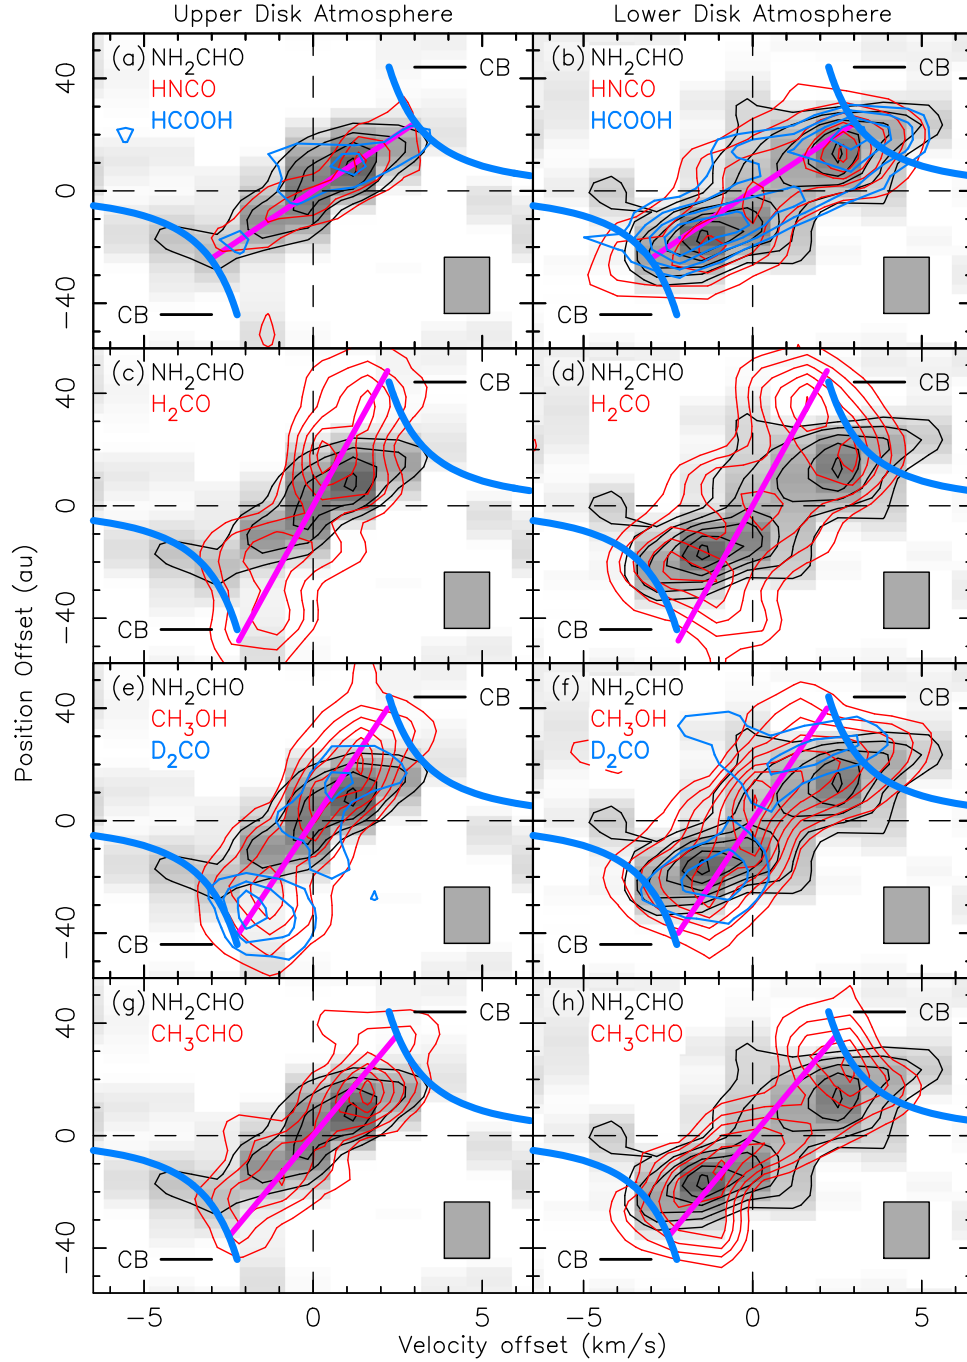 Upper Disk Atmosphere
Lower Disk Atmosphere
(a) NH2CHO
HNCO
HCOOH
CB
CB
(b) NH2CHO
HNCO
HCOOH
CB
CB
(c) NH2CHO
H2CO
CB
CB
(d) NH2CHO
H2CO
CB
CB
(e) NH2CHO
CH3OH
D2CO
CB
CB
(f) NH2CHO
CH3OH
D2CO
CB
CB
(g) NH2CHO
CH3CHO
CB
CB
(h) NH2CHO
CH3CHO
CB
CB
40
0
−40
40
0
−40
40
0
−40
40
0
−40
Position Offset (au)
−5 0 5
−5 0 5
Velocity offset (km/s)